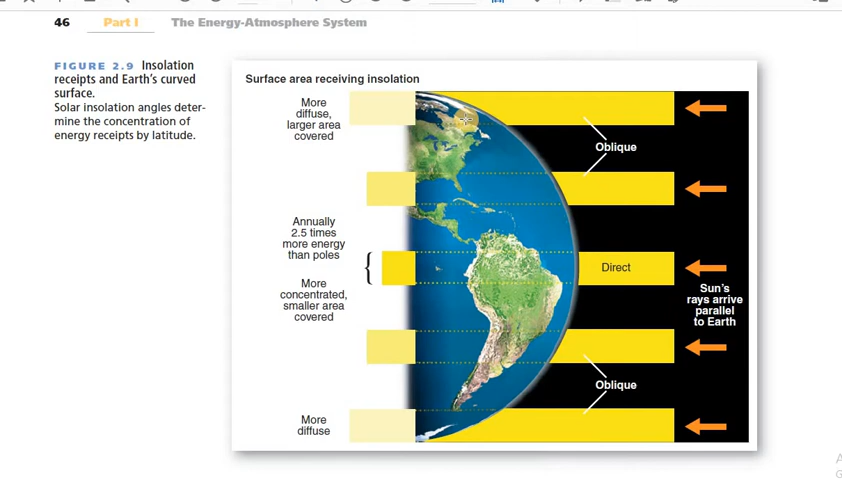 46 Part I The Energy-Atmosphere System
FIGURE 2.9 Insolation
receipts and Earth's curved
surface.
Solar insolation angles deter-
mine the concentration of
energy receipts by latitude.
Surface area receiving insolation
More
diffuse,
larger area
covered
Oblique
Annually
2.5 times
more energy
than poles
More
concentrated,
smaller area
covered
Direct
Sun's
rays arrive
parallel
to Earth
Oblique
More
diffuse